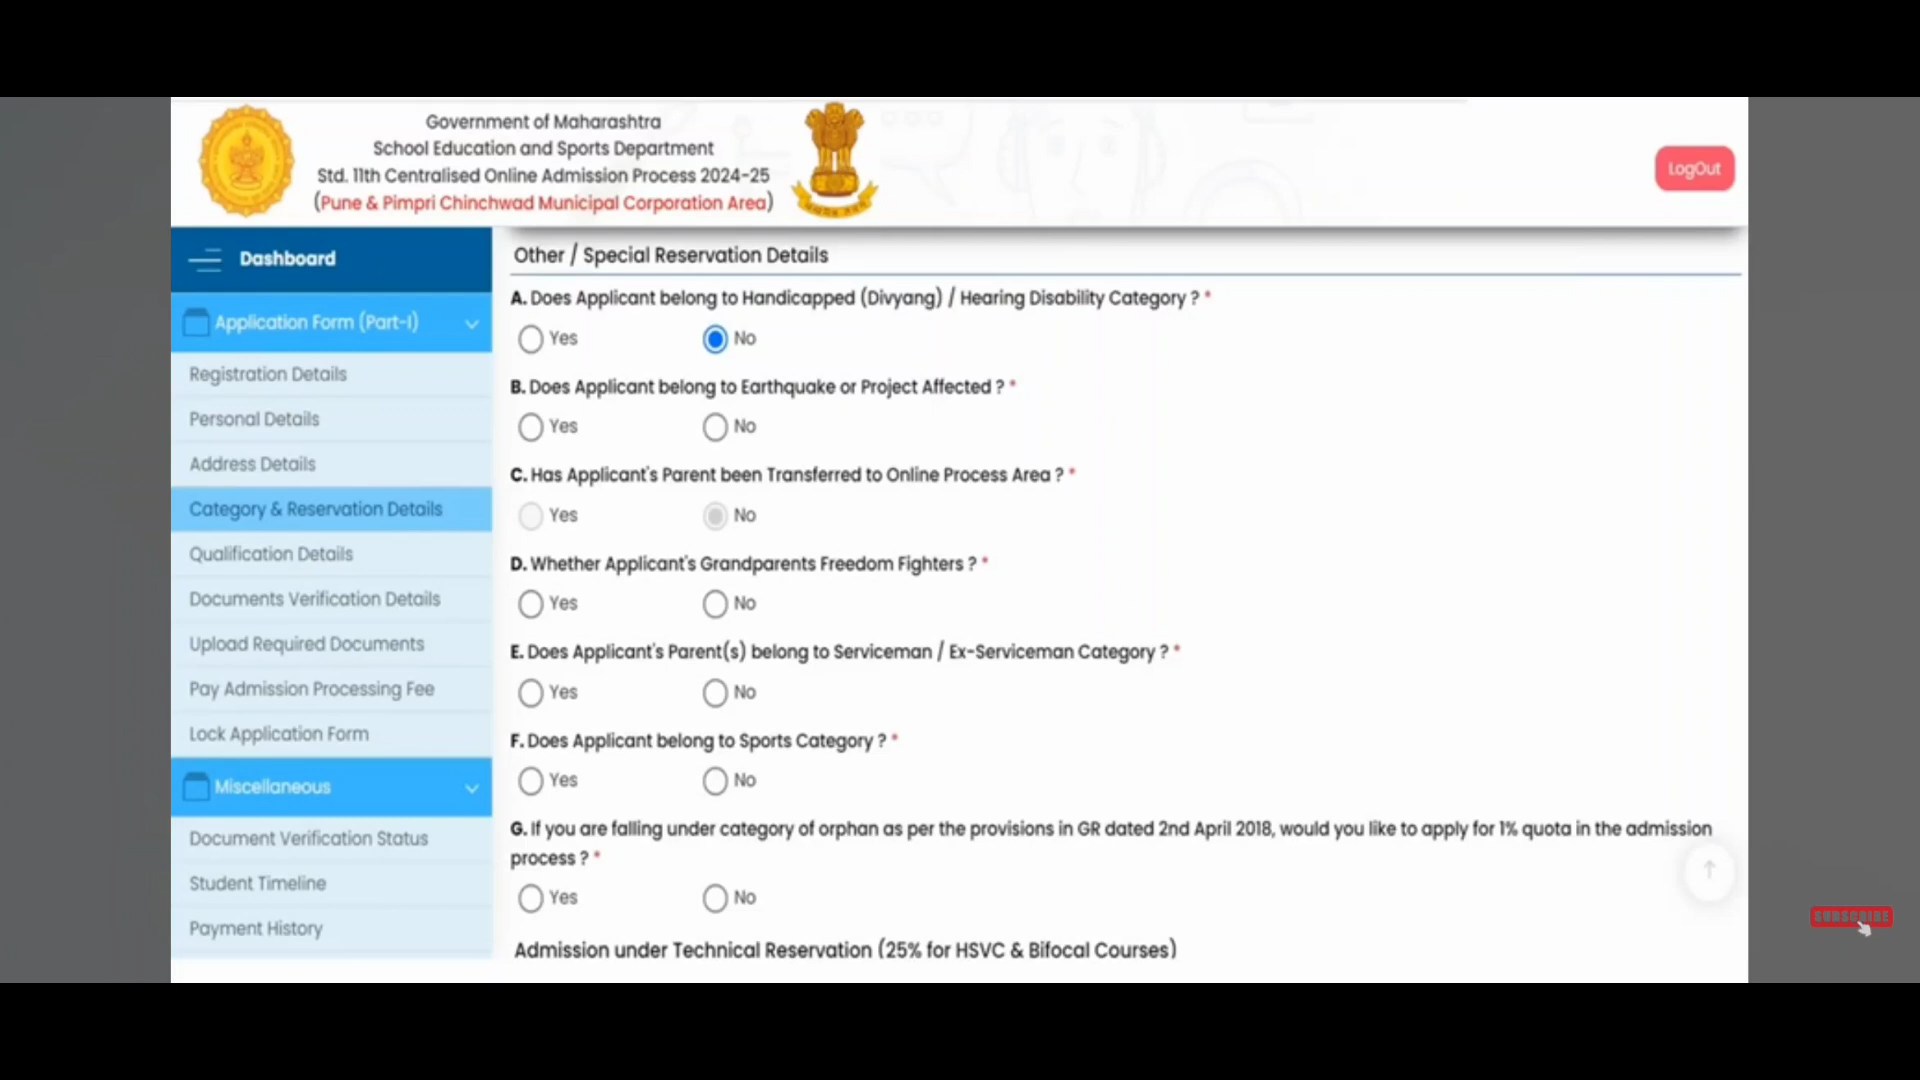 Government of Maharashtra
School Education and Sports Department
Std. 11th Centralised Online Admission Process 2024-25
(Pune & Pimpri Chinchwad Municipal Corporation Area)
LogOut
Dashboard
Application Form (Part-I)
Registration Details
Personal Details
Address Details
Category & Reservation Details
Qualification Details
Documents Verification Details
Upload Required Documents
Pay Admission Processing Fee
Lock Application Form
Miscellaneous
Document Verification Status
Student Timeline
Payment History
Other / Special Reservation Details
A. Does Applicant belong to Handicapped (Divyang) / Hearing Disability Category ? *
Yes No
B. Does Applicant belong to Earthquake or Project Affected ? *
Yes No
C. Has Applicant's Parent been Transferred to Online Process Area ? *
Yes No
D. Whether Applicant's Grandparents Freedom Fighters ? *
Yes No
E. Does Applicant's Parent(s) belong to Serviceman / Ex-Serviceman Category ? *
Yes No
F. Does Applicant belong to Sports Category ? *
Yes No
G. If you are falling under category of orphan as per the provisions in GR dated 2nd April 2018, would you like to apply for 1% quota in the admission
process ? *
Yes No
Admission under Technical Reservation (25% for HSVC & Bifocal Courses)
SUBSCRIBE